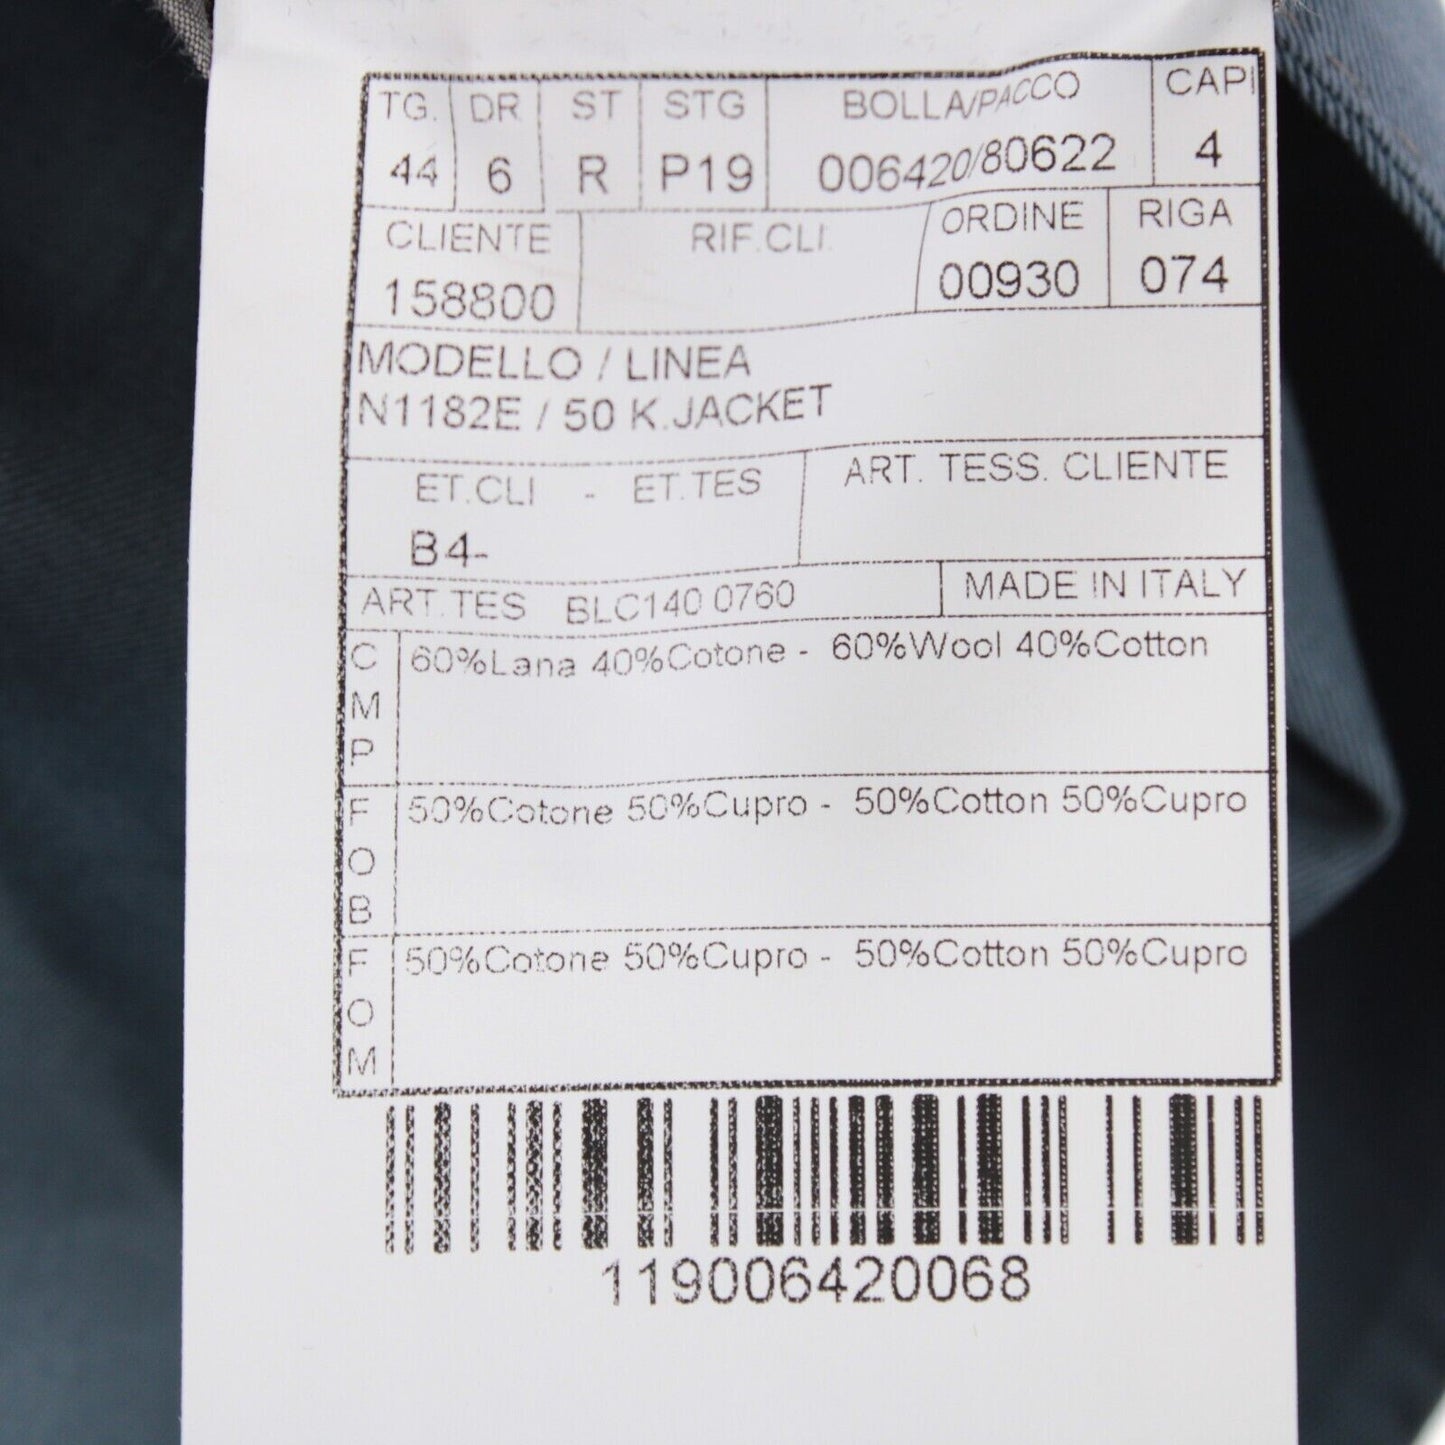 TG. DR ST STG BOLLA/PACCO CAPI
44 6 R P19 006420/80622 4
CLIENTE RIF.CLI. ORDINE RIGA
158800 00930 074
MODELLO / LINEA
N1182E / 50 K.JACKET
ET.CLI - ET.TES ART. TESS. CLIENTE
B4-
ART.TES BLC140 0760 MADE IN ITALY
CMP 60%Lana 40%Cotone - 60%Wool 40%Cotton
FOB 50%Cotone 50%Cupro - 50%Cotton 50%Cupro
FOM 50%Cotone 50%Cupro - 50%Cotton 50%Cupro
119006420068